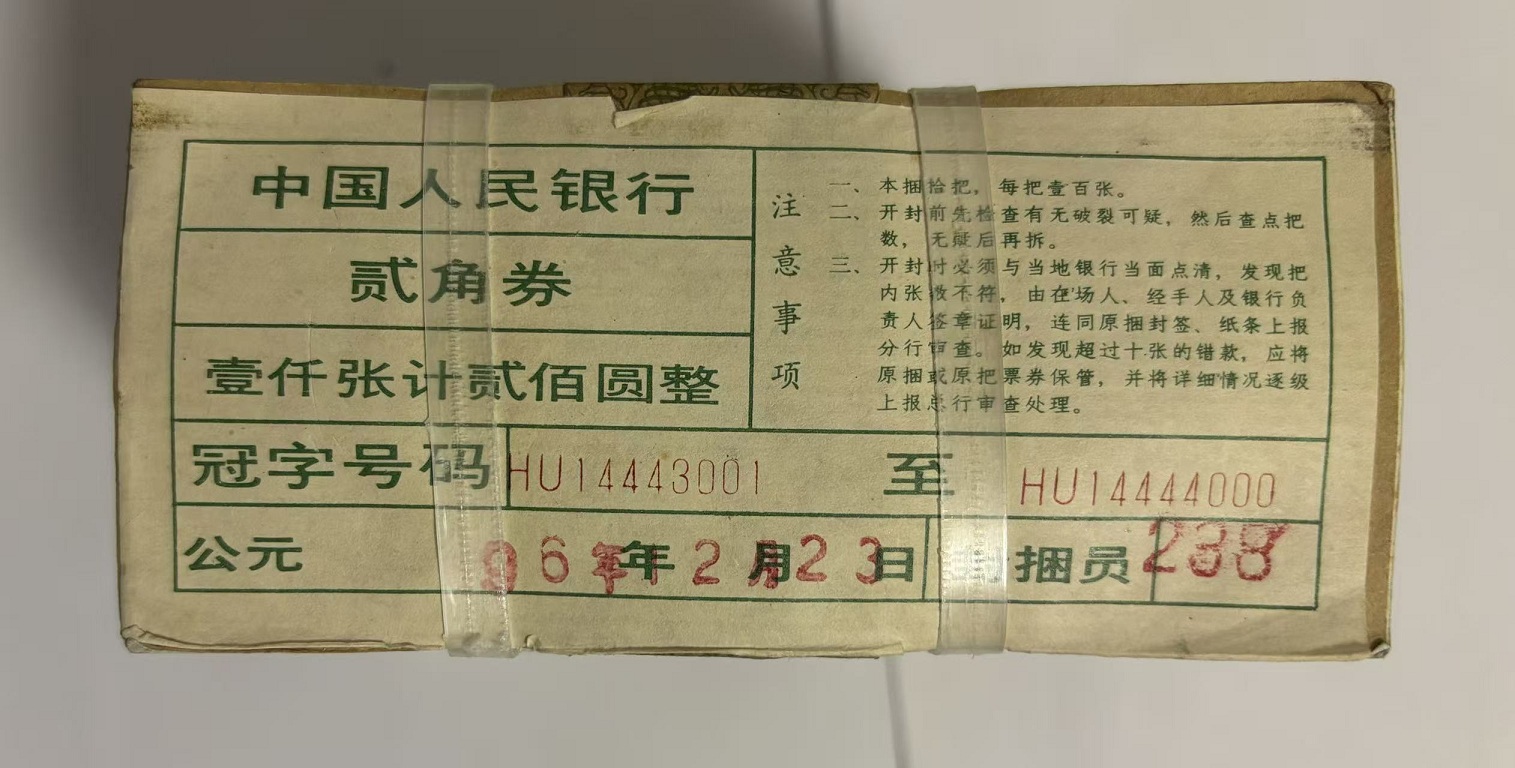 中国人民银行
贰角券
壹仟张计贰佰圆整
注意事项
一、本捆拾把，每把壹百张。
二、开封前先检查有无破裂可疑，然后查点把
数，无疑后再拆。
三、开封时必须与当地银行当面点清，发现把
内张数不符，由在场人、经手人及银行负
责人签章证明，连同原捆封签、纸条上报
分行审查。如发现超过十张的错款，应将
原捆或原把票券保管，并将详细情况逐级
上报总行审查处理。
冠字号码 HU14443001 至 HU14444000
公元 96年12月23日 捆员 238